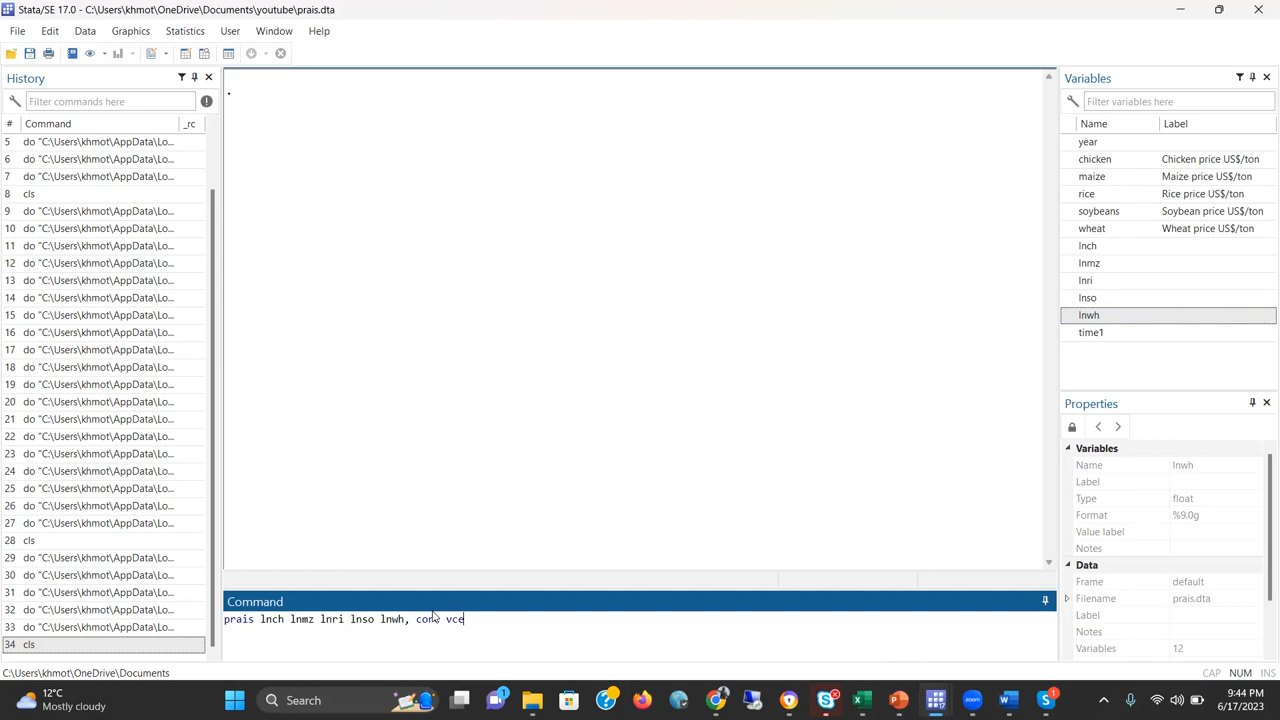 Stata/SE 17.0 - C:\Users\khmot\OneDrive\Documents\youtube\prais.dta
File Edit Data Graphics Statistics User Window Help
History
Filter commands here
# Command _rc
5 do "C:\Users\khmot\AppData\Lo...
6 do "C:\Users\khmot\AppData\Lo...
7 do "C:\Users\khmot\AppData\Lo...
8 cls
9 do "C:\Users\khmot\AppData\Lo...
10 do "C:\Users\khmot\AppData\Lo...
11 do "C:\Users\khmot\AppData\Lo...
12 do "C:\Users\khmot\AppData\Lo...
13 do "C:\Users\khmot\AppData\Lo...
14 do "C:\Users\khmot\AppData\Lo...
15 do "C:\Users\khmot\AppData\Lo...
16 do "C:\Users\khmot\AppData\Lo...
17 do "C:\Users\khmot\AppData\Lo...
18 do "C:\Users\khmot\AppData\Lo...
19 do "C:\Users\khmot\AppData\Lo...
20 do "C:\Users\khmot\AppData\Lo...
21 do "C:\Users\khmot\AppData\Lo...
22 do "C:\Users\khmot\AppData\Lo...
23 do "C:\Users\khmot\AppData\Lo...
24 do "C:\Users\khmot\AppData\Lo...
25 do "C:\Users\khmot\AppData\Lo...
26 do "C:\Users\khmot\AppData\Lo...
27 do "C:\Users\khmot\AppData\Lo...
28 cls
29 do "C:\Users\khmot\AppData\Lo...
30 do "C:\Users\khmot\AppData\Lo...
31 do "C:\Users\khmot\AppData\Lo...
32 do "C:\Users\khmot\AppData\Lo...
33 do "C:\Users\khmot\AppData\Lo...
34 cls
.
Command
prais lnch lnmz lnri lnso lnwh, vce
Variables
Filter variables here
Name Label
year
chicken Chicken price US$/ton
maize Maize price US$/ton
rice Rice price US$/ton
soybeans Soybean price US$/ton
wheat Wheat price US$/ton
lnch
lnmz
lnri
lnso
lnwh
time1
Properties
Variables
Name lnwh
Label
Type float
Format %9.0g
Value label
Notes
Data
Frame default
Filename prais.dta
Label
Notes
Variables 12
C:\Users\khmot\OneDrive\Documents
CAP NUM INS
12°C
Mostly cloudy
Search
9:44 PM
6/17/2023